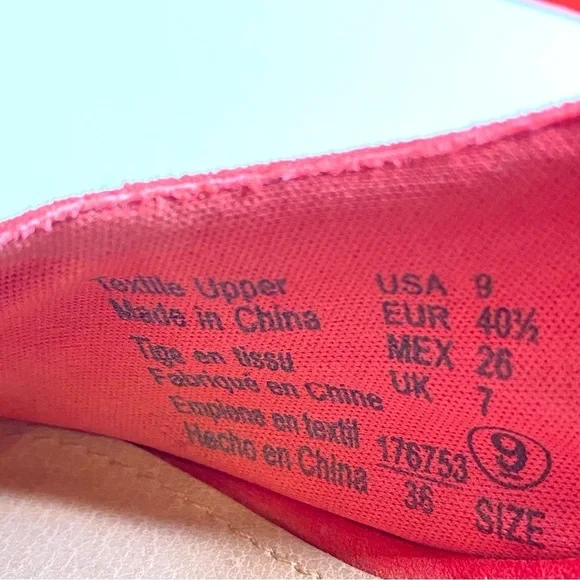 Textile Upper
Made in China
Tige en tissu
Fabriqué en Chine
Empiene en textil
Hecho en China
USA 9
EUR 40½
MEX 26
UK 7
176753
36
9
SIZE